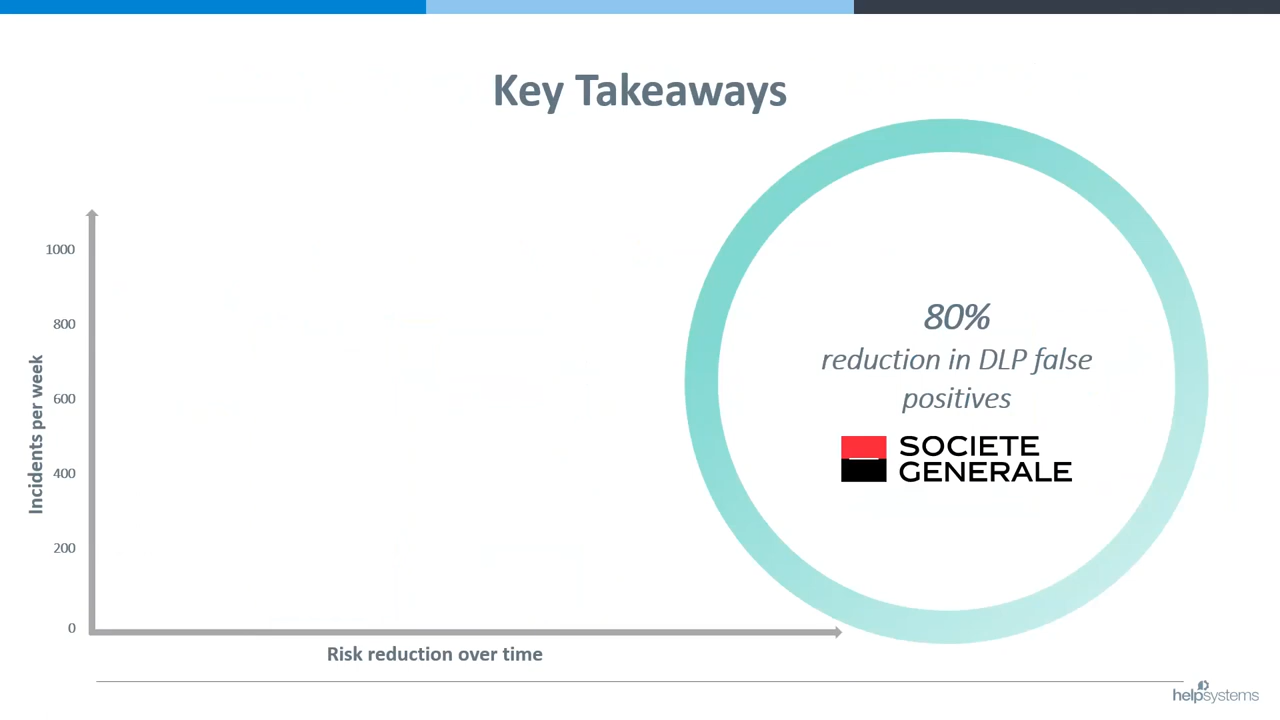 Key Takeaways
1000
800
600
400
200
0
Incidents per week
Risk reduction over time
80%
reduction in DLP false
positives
SOCIETE
GENERALE
helpsystems